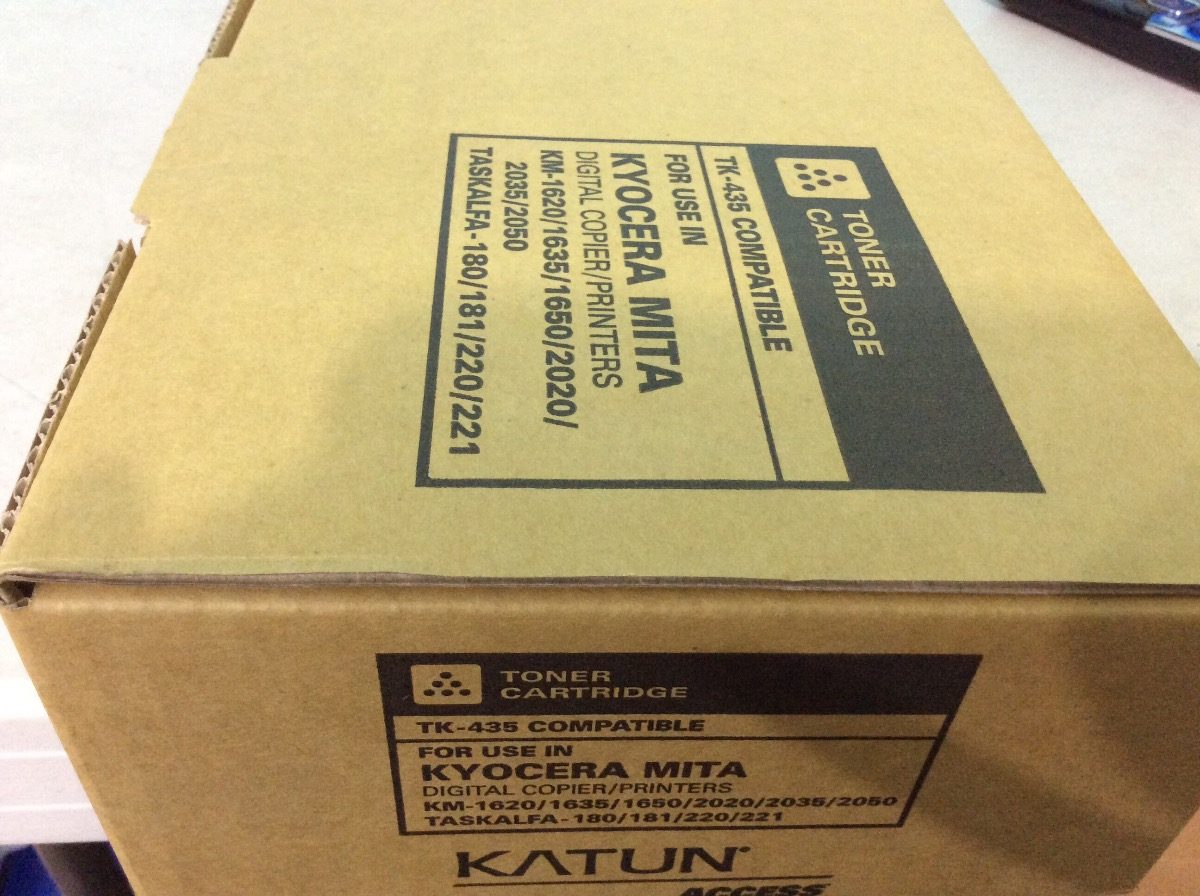 TONER
CARTRIDGE
TK-435 COMPATIBLE
FOR USE IN
KYOCERA MITA
DIGITAL COPIER/PRINTERS
KM-1620/1635/1650/2020/
2035/2050
TASKALFA-180/181/220/221
TONER
CARTRIDGE
TK-435 COMPATIBLE
FOR USE IN
KYOCERA MITA
DIGITAL COPIER/PRINTERS
KM-1620/1635/1650/2020/2035/2050
TASKALFA-180/181/220/221
KATUN®
ACCESS